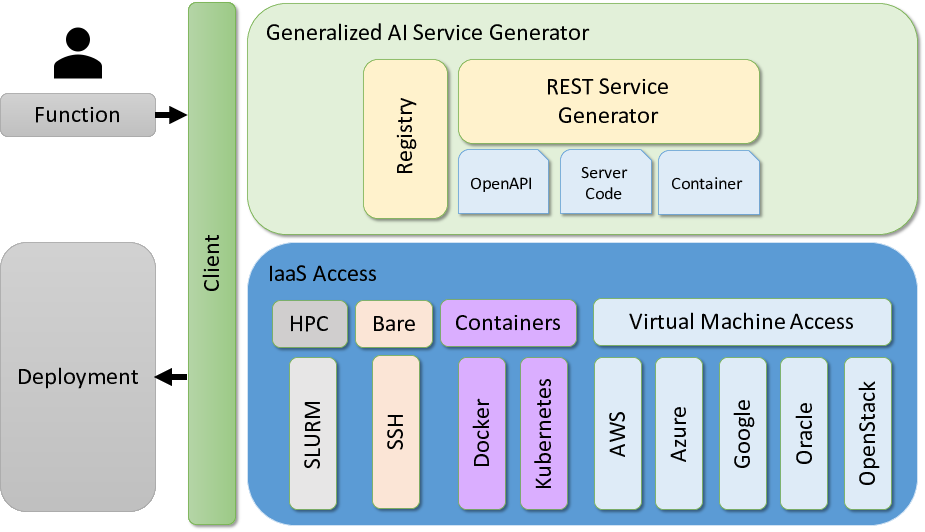 Generalized AI Service Generator
Function
Registry
REST Service
Generator
OpenAPI
Server
Code
Container
Client
IaaS Access
HPC
Bare
Containers
Virtual Machine Access
Deployment
SLURM
SSH
Docker
Kubernetes
AWS
Azure
Google
Oracle
OpenStack